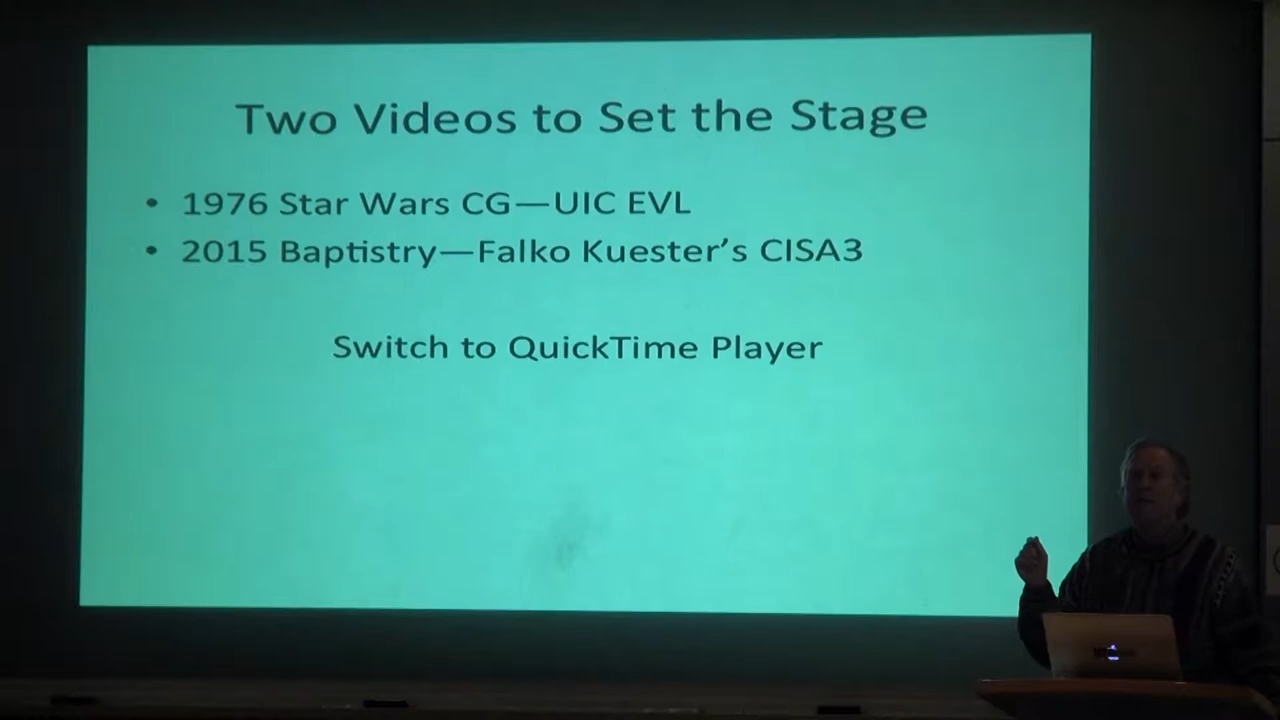 Two Videos to Set the Stage
• 1976 Star Wars CG—UIC EVL
• 2015 Baptistry—Falko Kuester’s CISA3
Switch to QuickTime Player